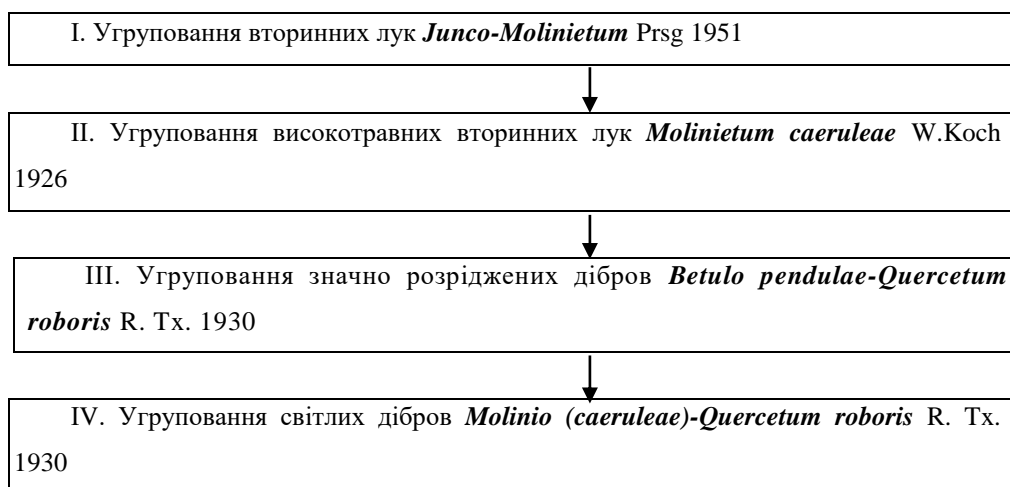 I. Угруповання вторинних лук Junco-Molinietum Prsg 1951
II. Угруповання високотравних вторинних лук Molinietum caeruleae W.Koch
1926
III. Угруповання значно розріджених дібров Betulo pendulae-Quercetum
roboris R. Tx. 1930
IV. Угруповання світлих дібров Molinio (caeruleae)-Quercetum roboris R. Tx.
1930